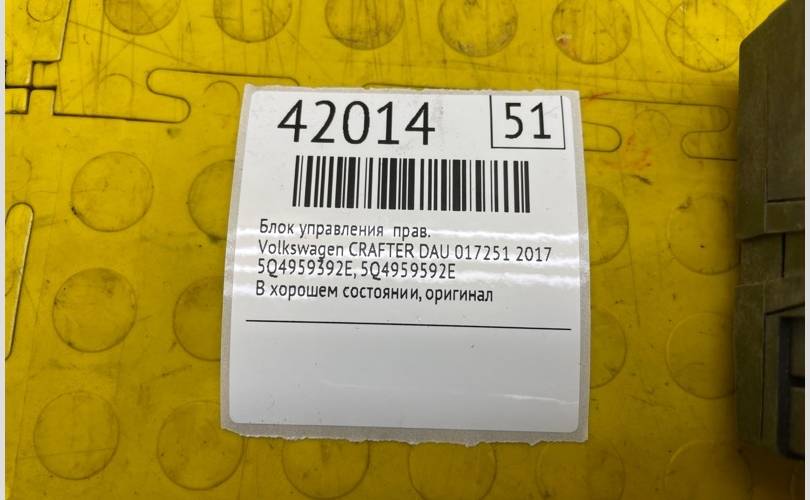 42014 51
Блок управления прав.
Volkswagen CRAFTER DAU 017251 2017
5Q4959392E, 5Q4959592E
В хорошем состоянии, оригинал